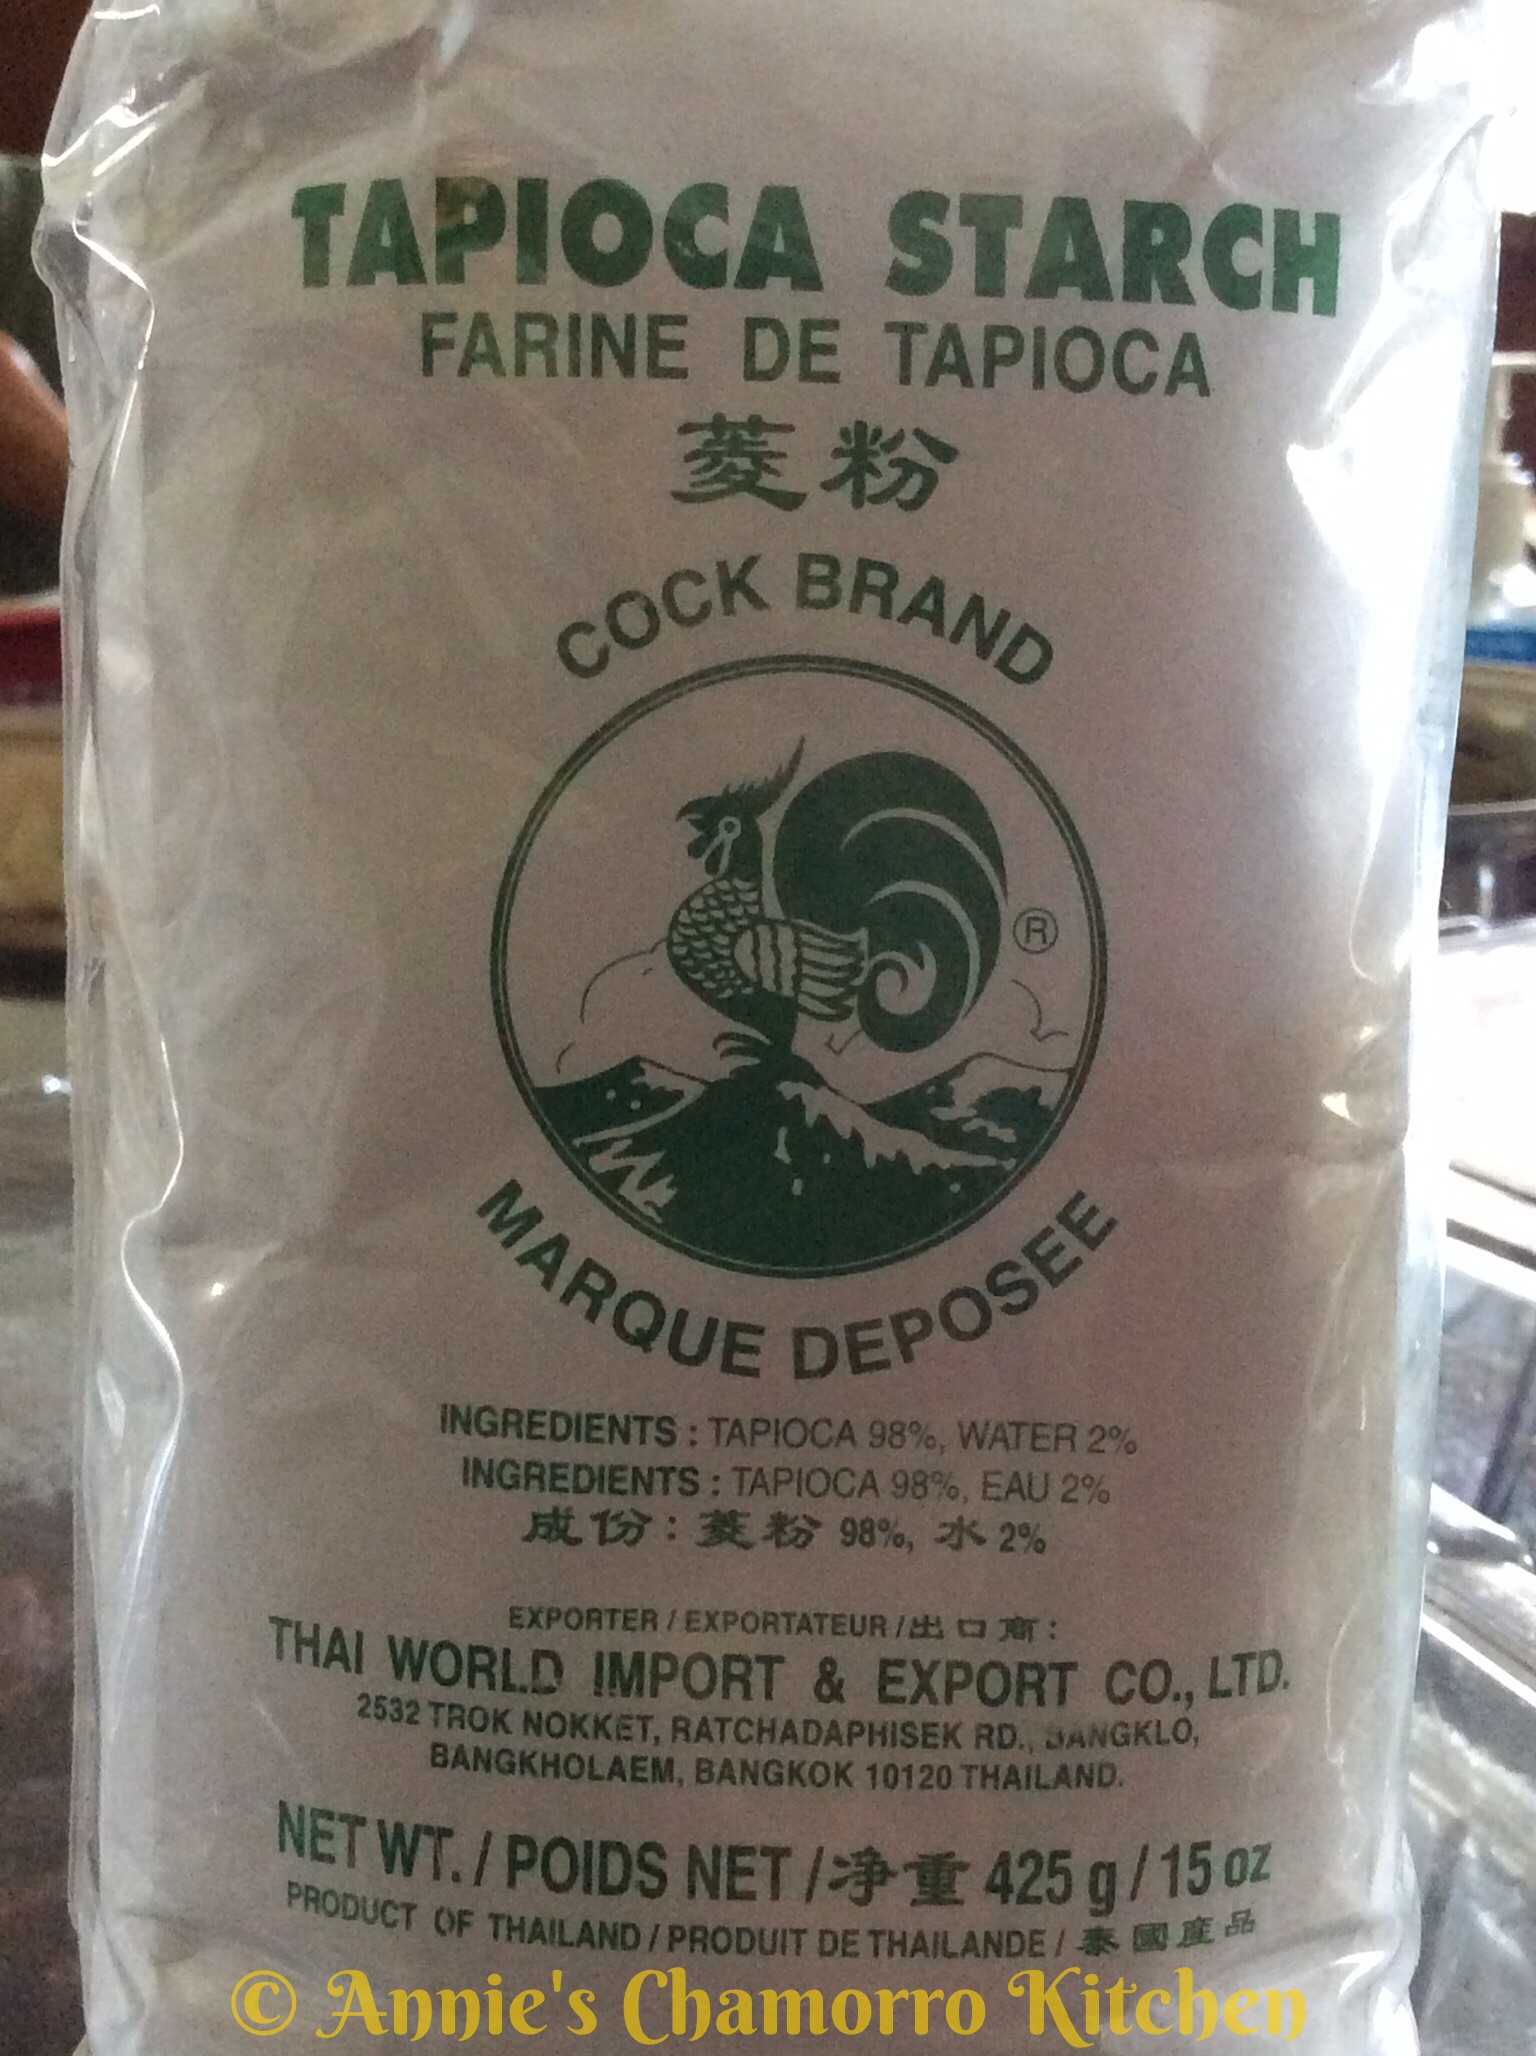 TAPIOCA STARCH
FARINE DE TAPIOCA
菱粉
COCK BRAND
®
MARQUE DEPOSEE
INGREDIENTS : TAPIOCA 98%, WATER 2%
INGREDIENTS : TAPIOCA 98%, EAU 2%
成份 : 菱粉 98%, 水 2%
EXPORTER / EXPORTATEUR / 出口商 :
THAI WORLD IMPORT & EXPORT CO., LTD.
2532 TROK NOKKET, RATCHADAPHISEK RD., BANGKLO,
BANGKHOLAEM, BANGKOK 10120 THAILAND.
NET WT. / POIDS NET / 净重 425 g / 15 oz
PRODUCT OF THAILAND / PRODUIT DE THAILANDE / 泰國產品
© Annie's Chamorro Kitchen